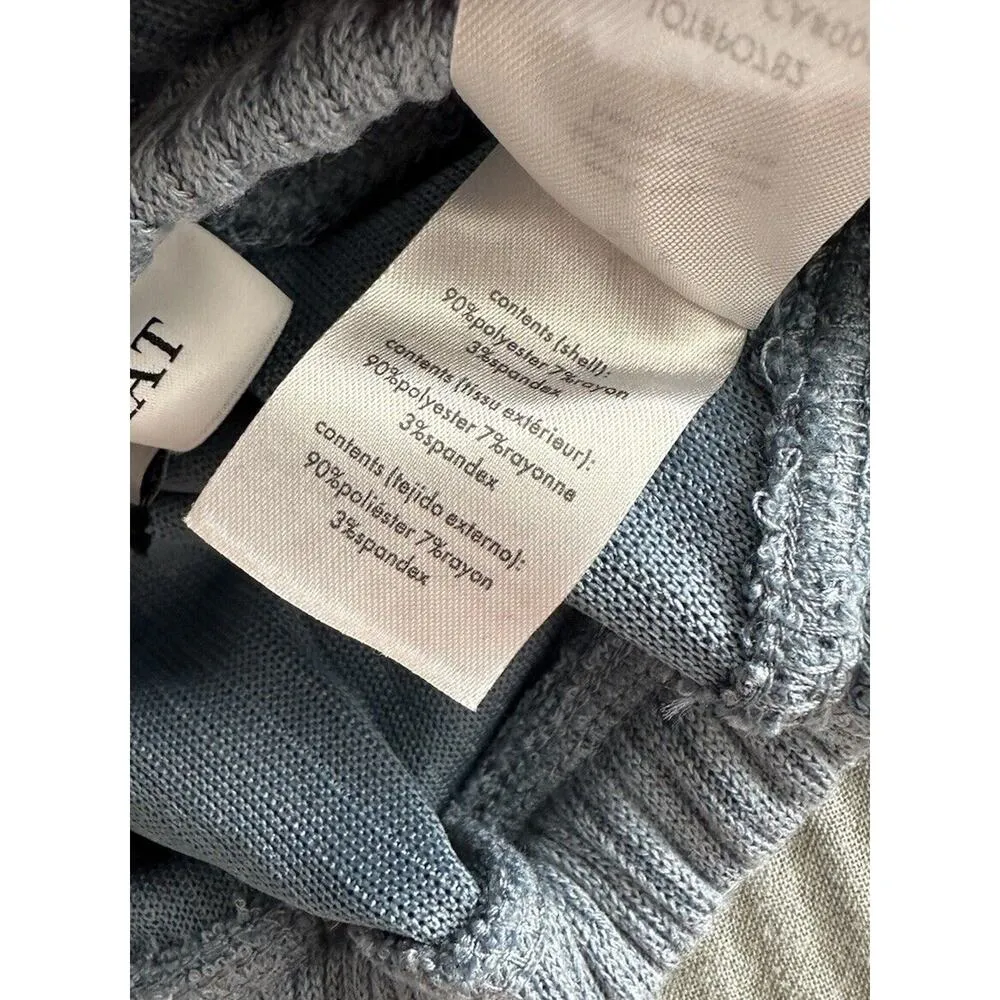 contents (shell):
90%polyester 7%rayon
3%spandex
contents (tissu extérieur):
90%polyester 7%rayonne
3%spandex
contents (tejido externo):
90%poliéster 7%rayon
3%spandex